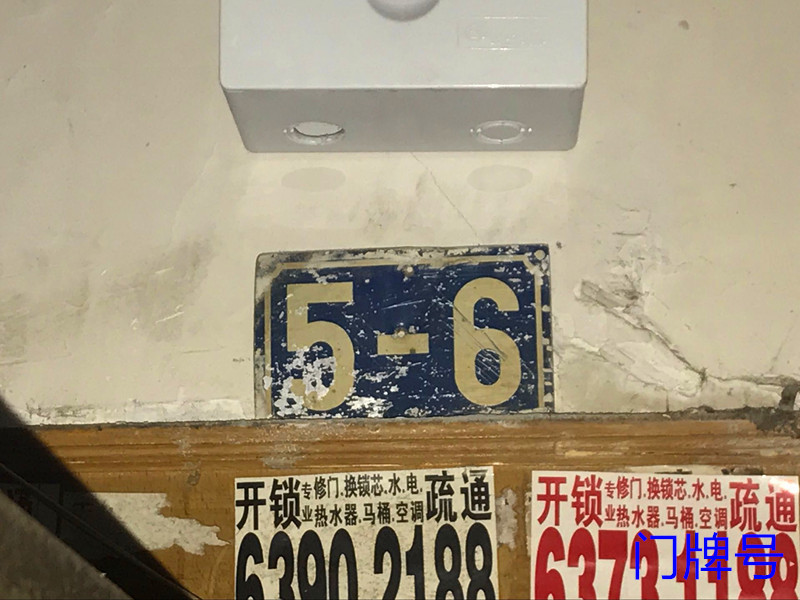 5-6
开锁 专修门.换锁芯.水.电. 疏通
业热水器.马桶.空调
6390 2188
开锁 专修门.换锁芯.水.电. 疏通
业热水器.马桶.空调
6373 1188
门牌号